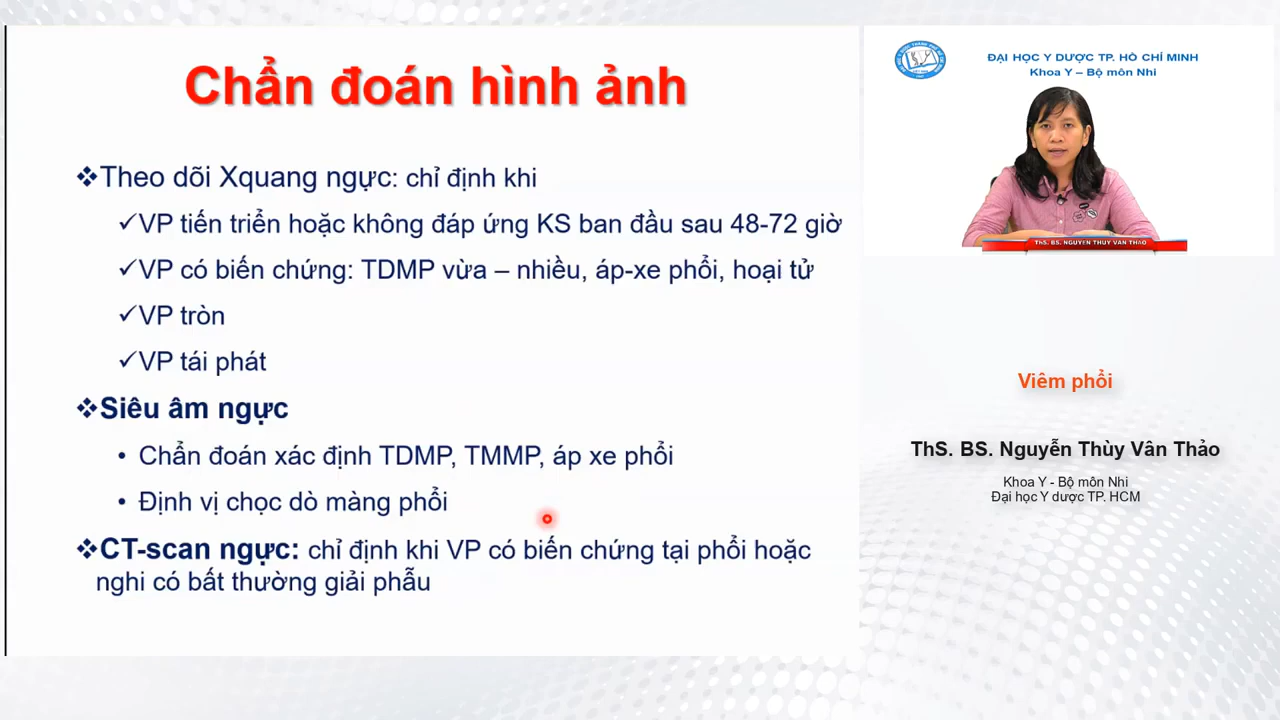 Chẩn đoán hình ảnh
❖Theo dõi Xquang ngực: chỉ định khi
✓VP tiến triển hoặc không đáp ứng KS ban đầu sau 48-72 giờ
✓VP có biến chứng: TDMP vừa – nhiều, áp-xe phổi, hoại tử
✓VP tròn
✓VP tái phát
❖Siêu âm ngực
• Chẩn đoán xác định TDMP, TMMP, áp xe phổi
• Định vị chọc dò màng phổi
❖CT-scan ngực: chỉ định khi VP có biến chứng tại phổi hoặc
nghi có bất thường giải phẫu
ĐẠI HỌC Y DƯỢC TP. HỒ CHÍ MINH
Khoa Y – Bộ môn Nhi
ThS. BS. NGUYỄN THÙY VÂN THẢO
Viêm phổi
ThS. BS. Nguyễn Thùy Vân Thảo
Khoa Y - Bộ môn Nhi
Đại học Y dược TP. HCM